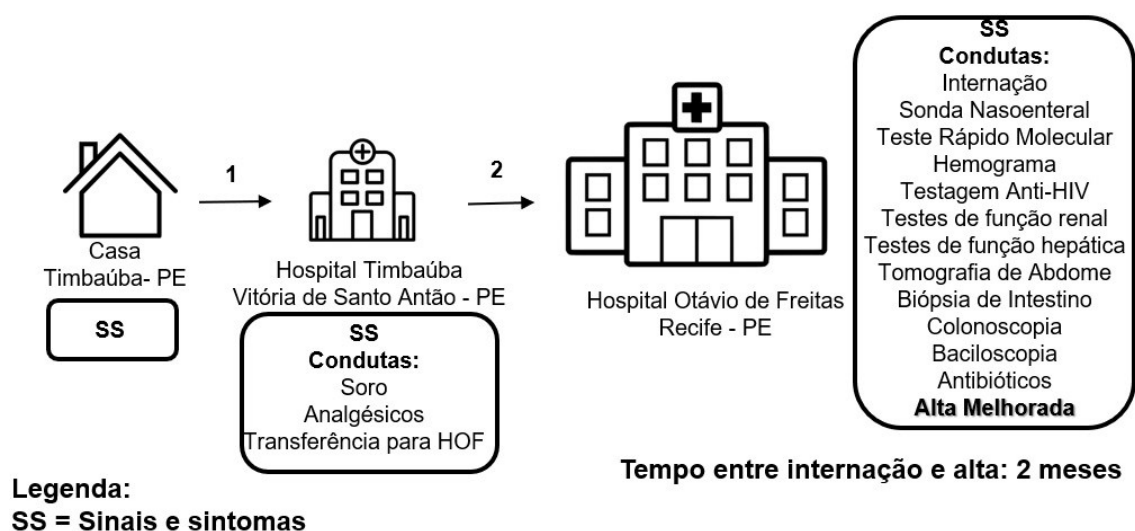 Casa
Timbaúba- PE
SS
1
Hospital Timbaúba
Vitória de Santo Antão - PE
SS
Condutas:
Soro
Analgésicos
Transferência para HOF
2
Hospital Otávio de Freitas
Recife - PE
SS
Condutas:
Internação
Sonda Nasoenteral
Teste Rápido Molecular
Hemograma
Testagem Anti-HIV
Testes de função renal
Testes de função hepática
Tomografia de Abdome
Biópsia de Intestino
Colonoscopia
Baciloscopia
Antibióticos
Alta Melhorada
Tempo entre internação e alta: 2 meses
Legenda:
SS = Sinais e sintomas